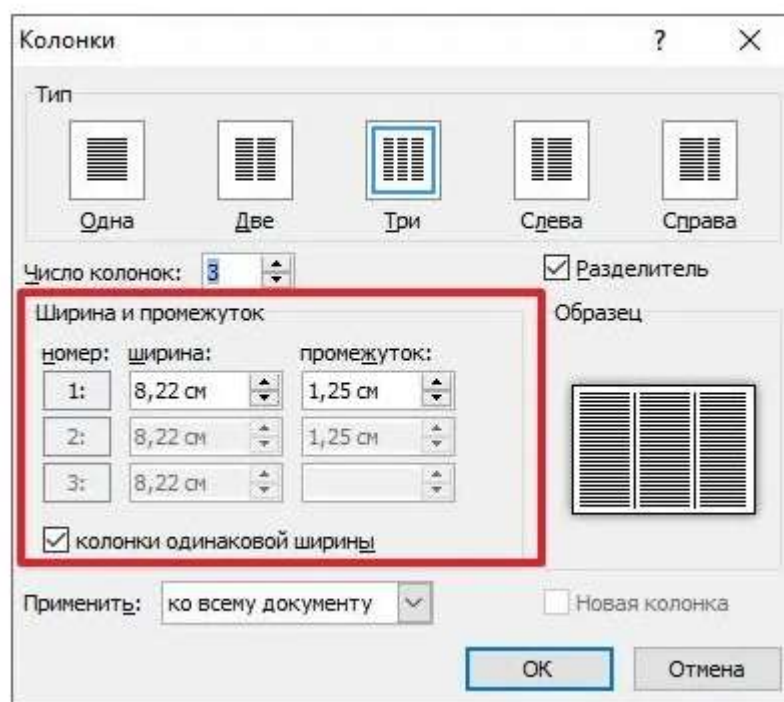 Колонки ?
Тип
Одна Две Три Слева Справа
Число колонок: 3 Разделитель
Ширина и промежуток Образец
номер: ширина: промежуток:
1: 8,22 см 1,25 см
2: 8,22 см 1,25 см
3: 8,22 см
колонки одинаковой ширины
Применить: ко всему документу Новая колонка
ОК Отмена